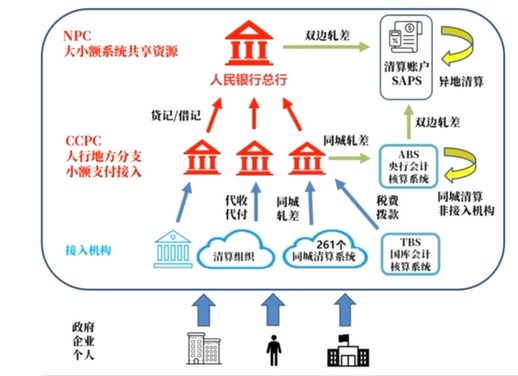 NPC
大小额系统共享资源
人民银行总行
双边轧差
清算账户
SAPS
异地清算
贷记/借记
双边轧差
CCPC
人行地方分支
小额支付接入
同城轧差
ABS
央行会计
核算系统
同城清算
非接入机构
代收
代付
同城
轧差
税费
拨款
接入机构
清算组织
261个
同城清算系统
TBS
国库会计
核算系统
政府
企业
个人